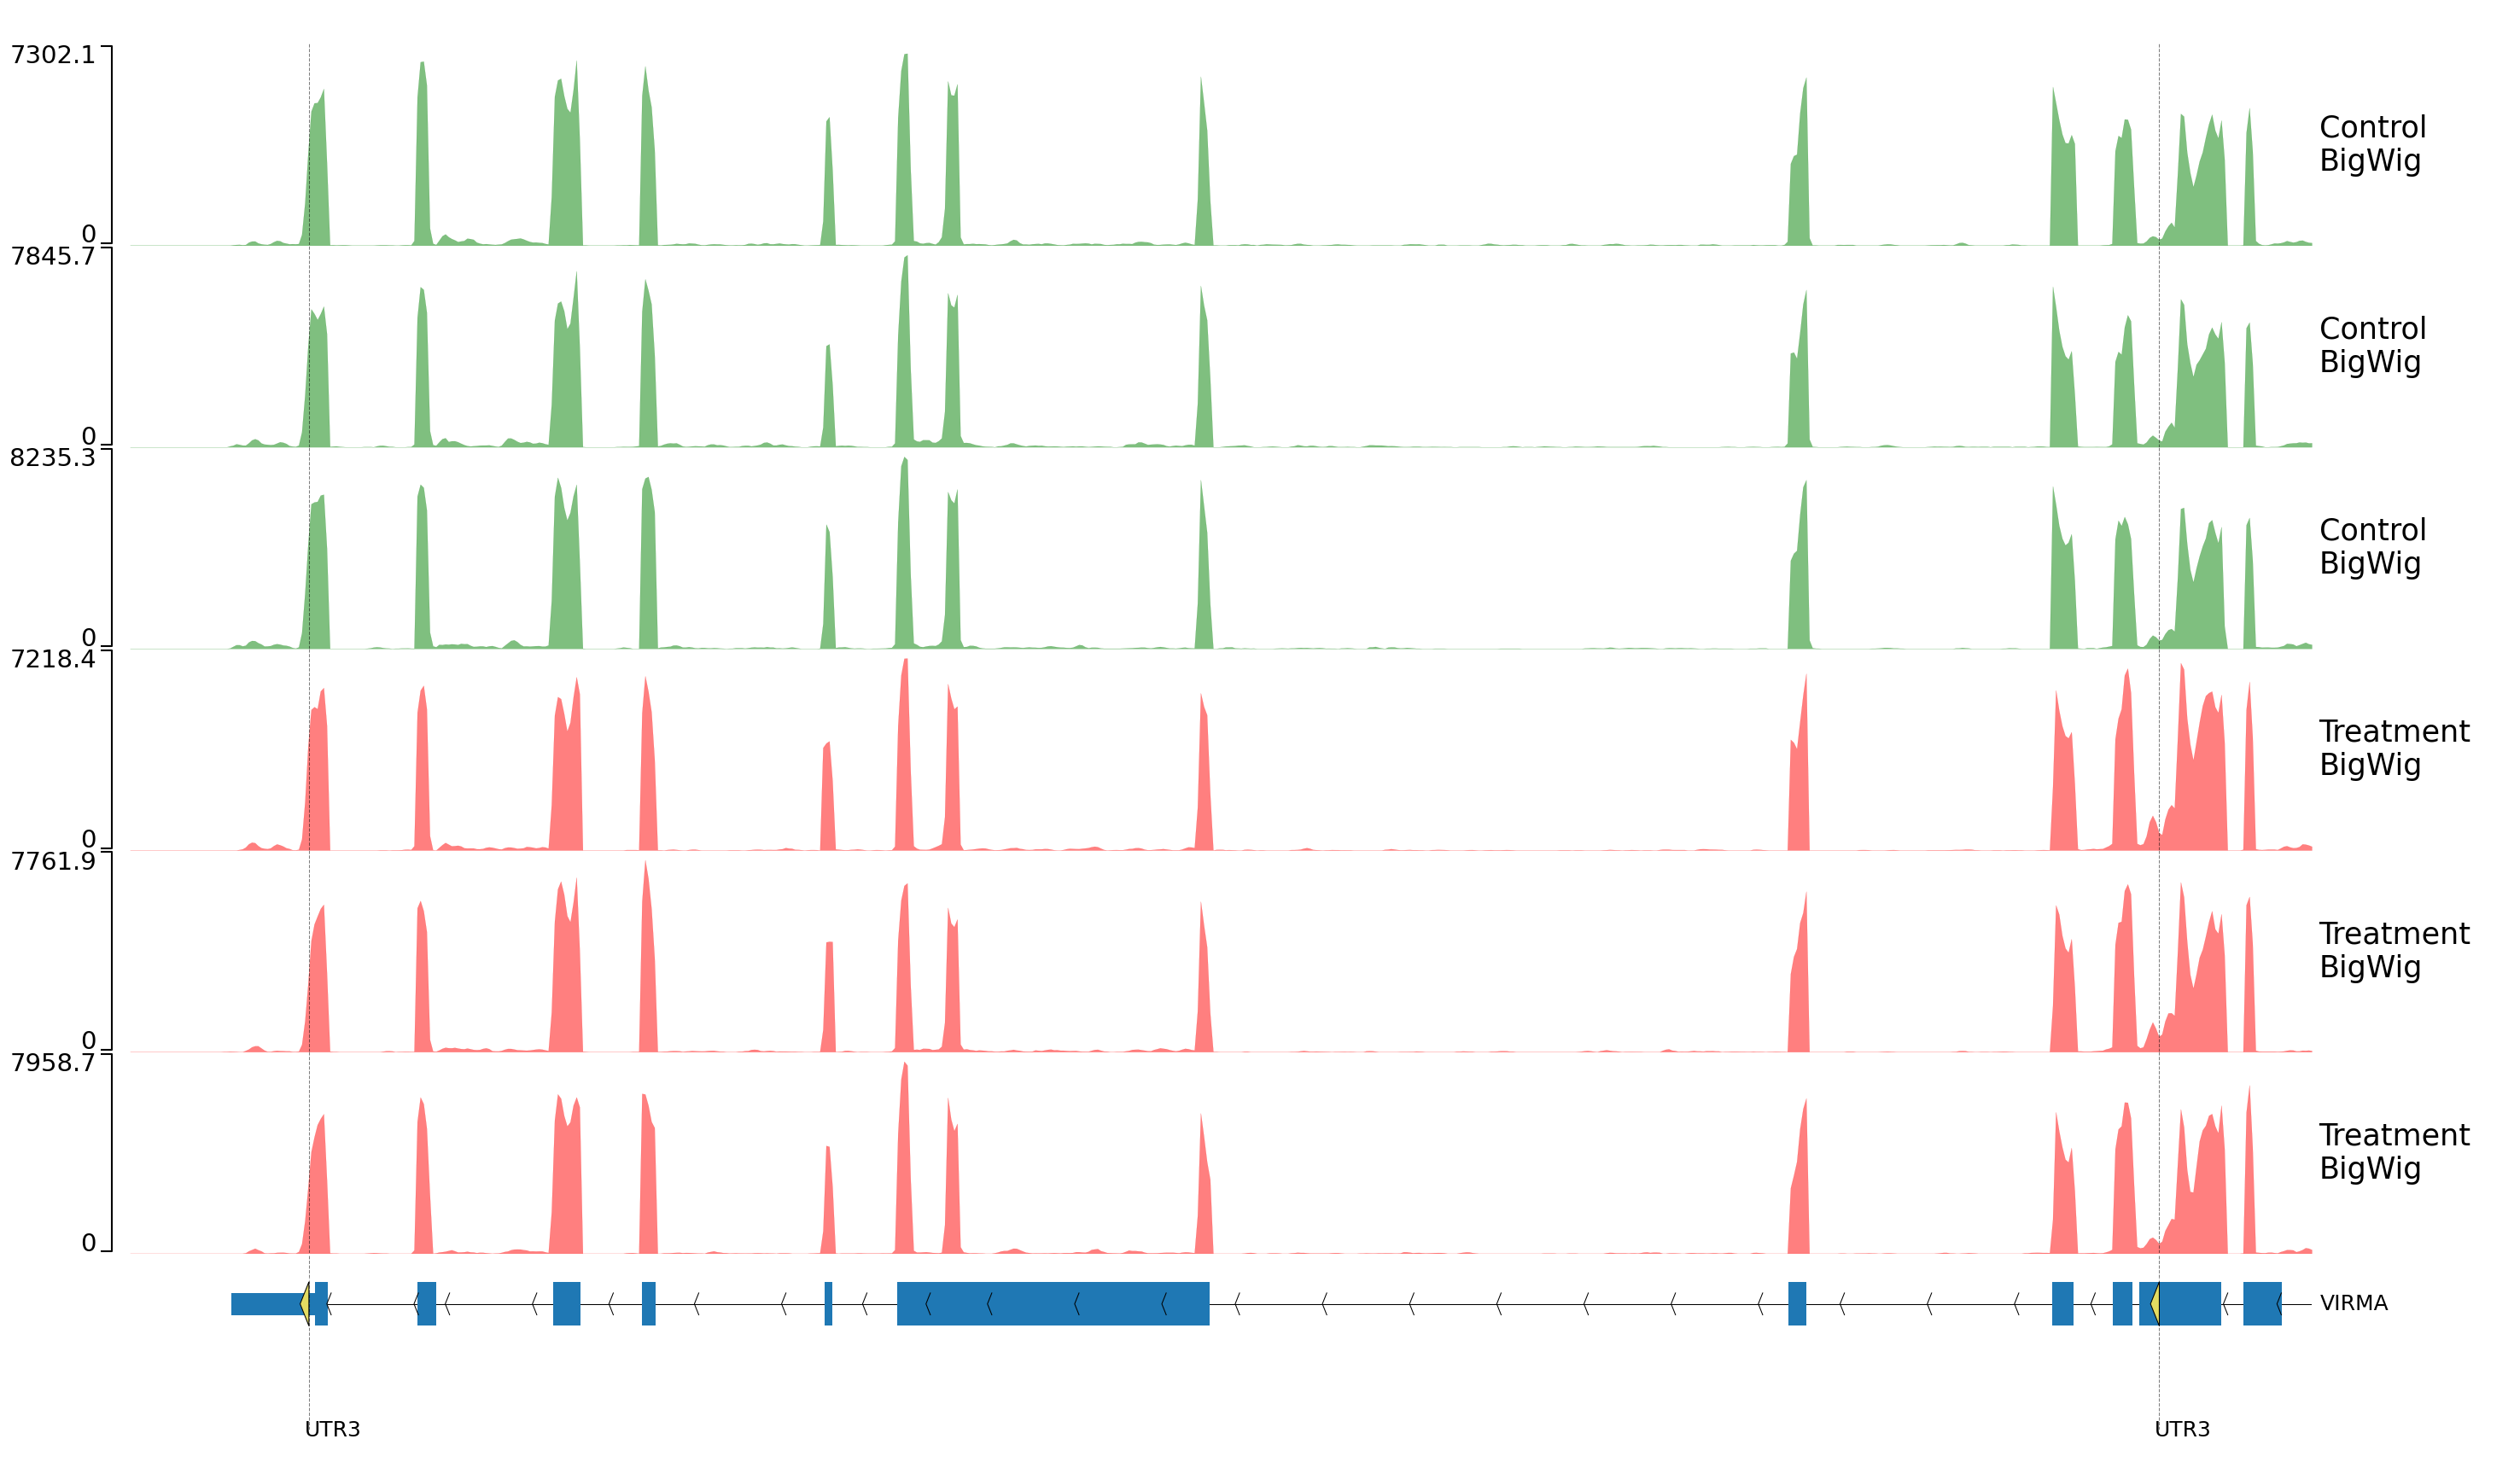 7302.1
Control
BigWig
0
7845.7
Control
BigWig
0
8235.3
Control
BigWig
0
7218.4
Treatment
BigWig
0
7761.9
Treatment
BigWig
0
7958.7
Treatment
BigWig
0
VIRMA
UTR3
UTR3